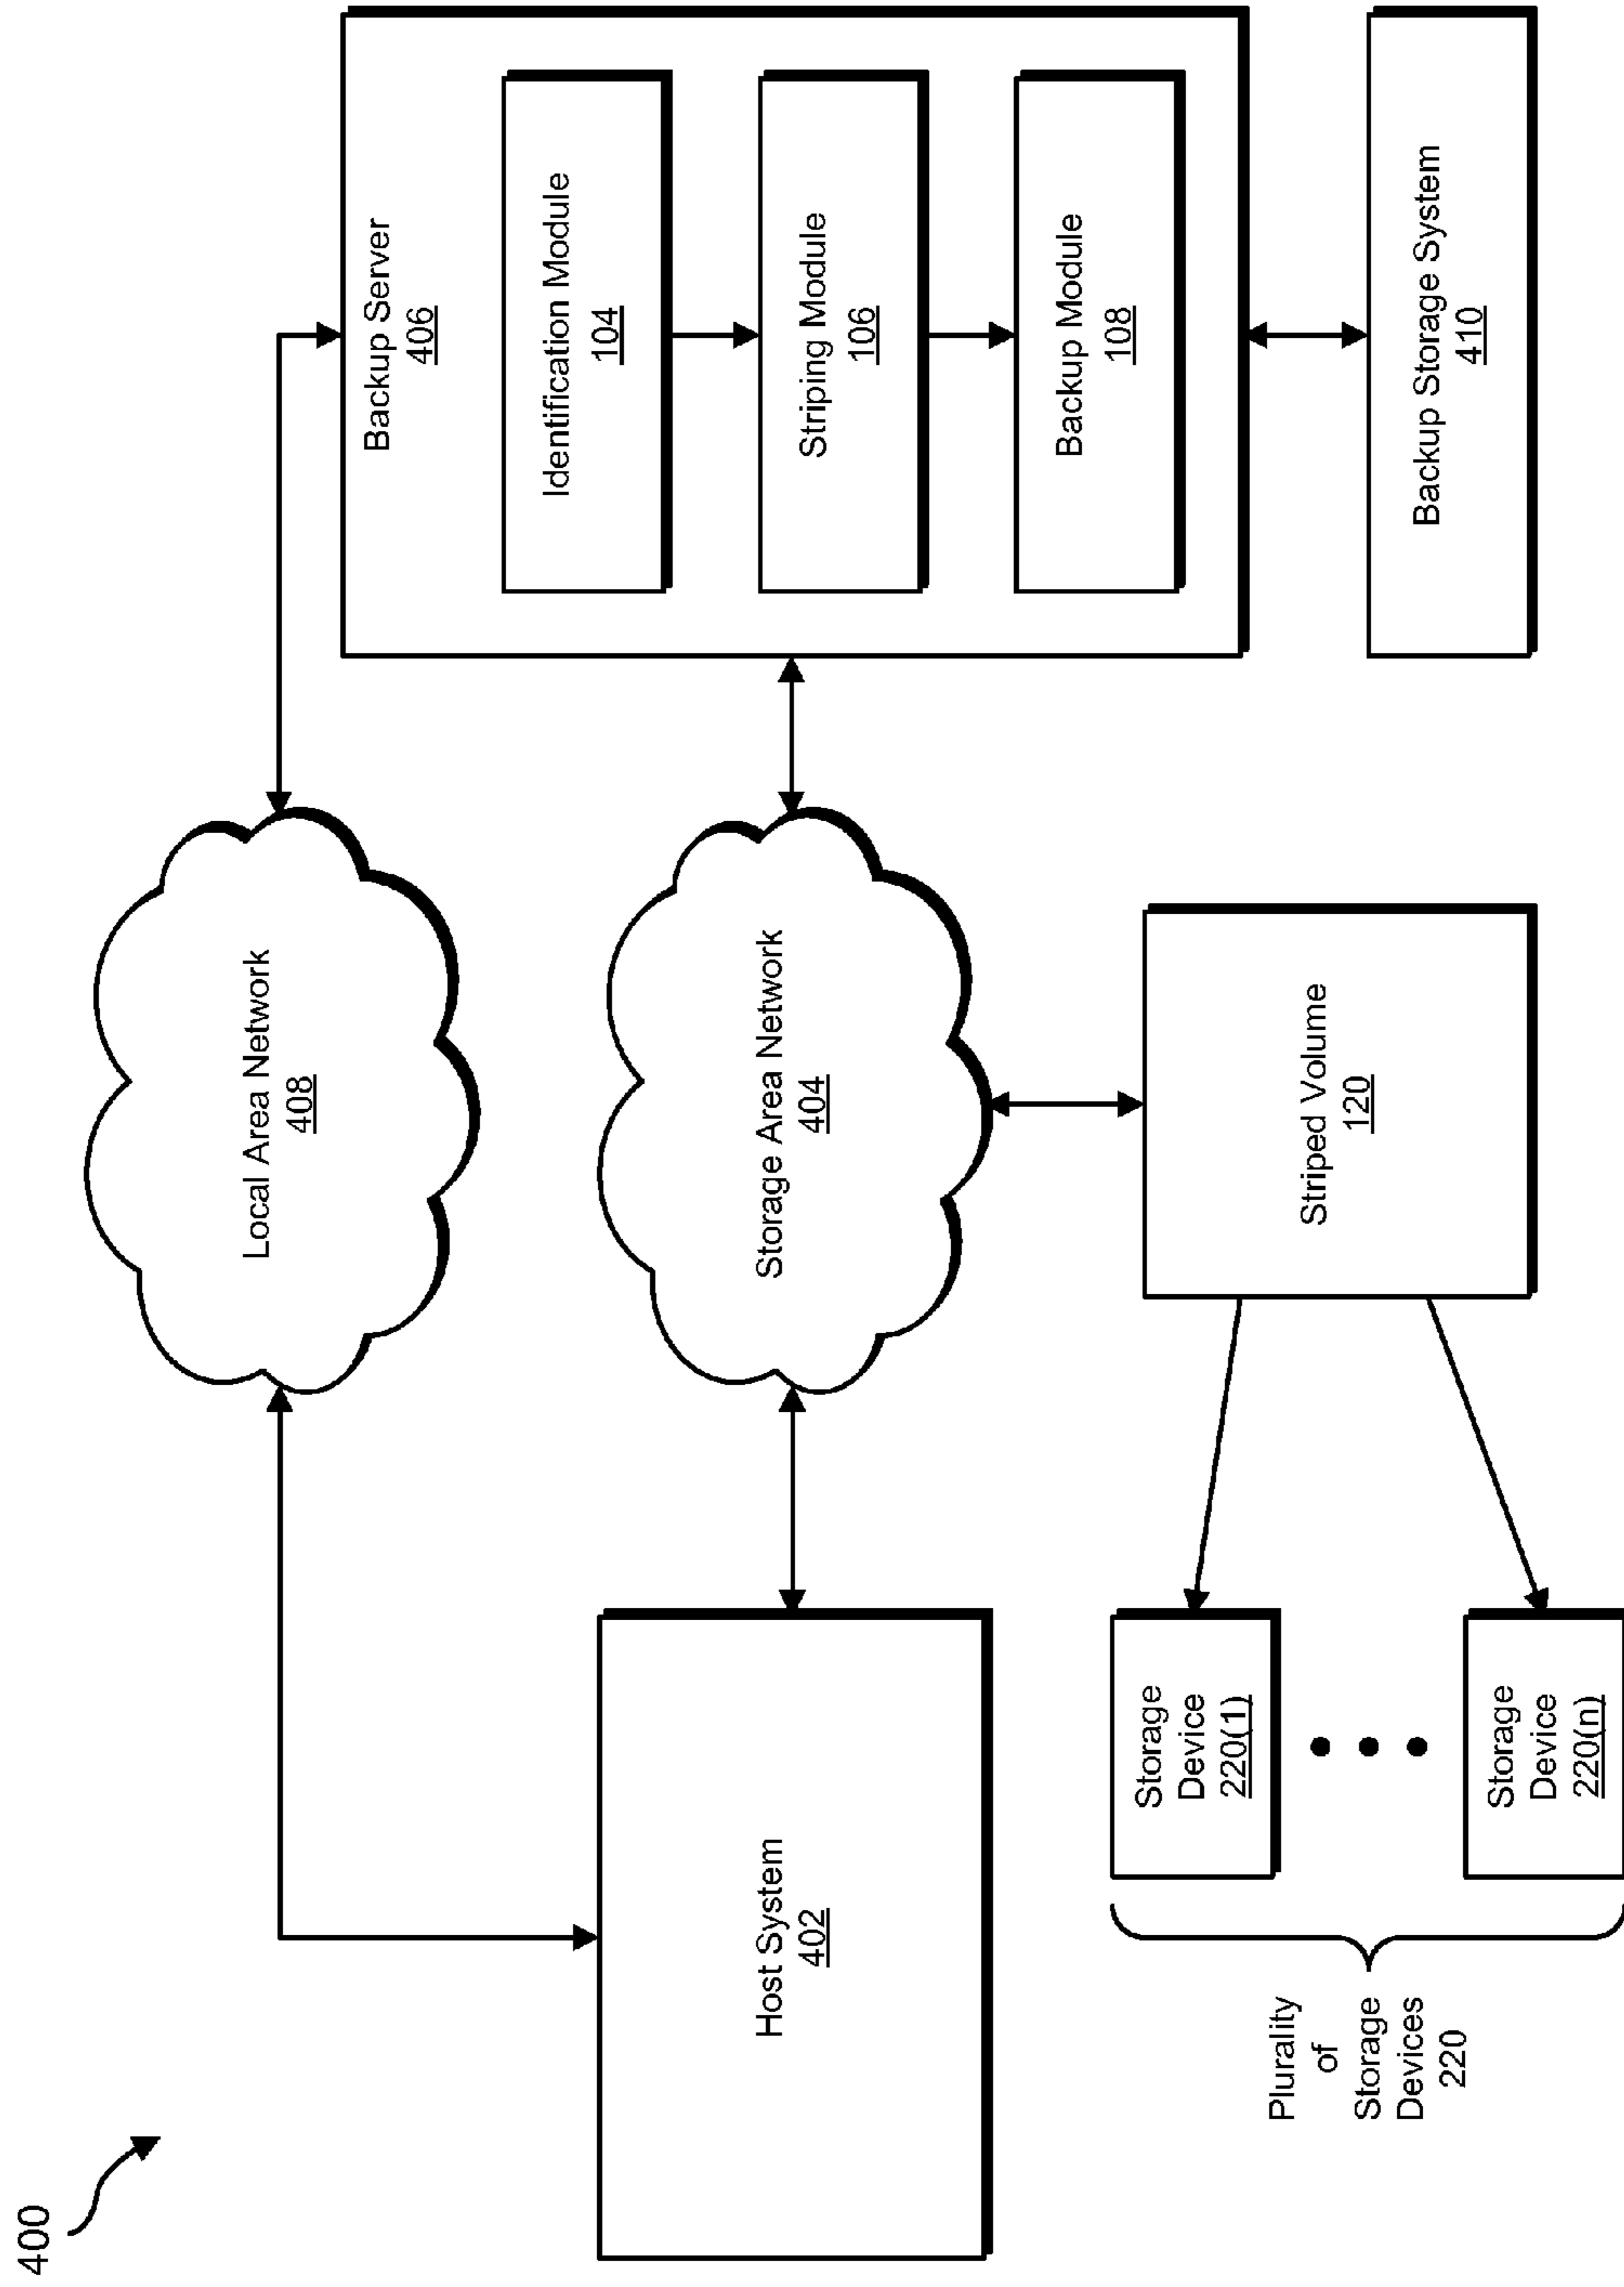 400
Local Area Network
408
Backup Server
406
Identification Module
104
Striping Module
106
Backup Module
108
Host System
402
Storage Area Network
404
Striped Volume
120
Backup Storage System
410
Plurality
of
Storage
Devices
220
Storage
Device
220(1)
Storage
Device
220(n)